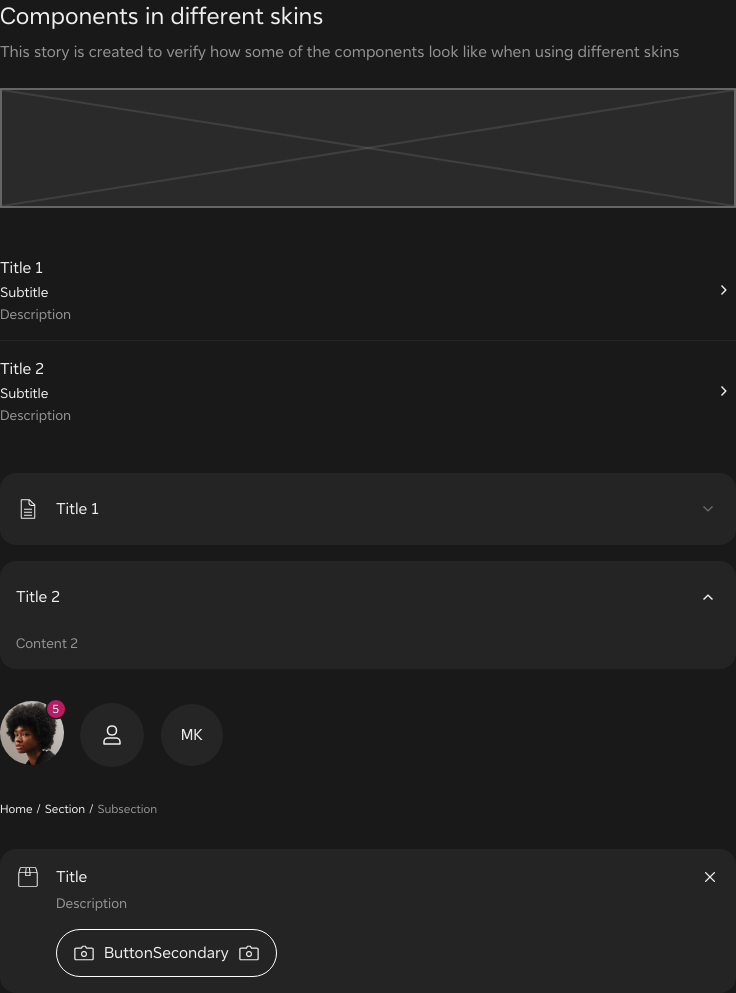 Components in different skins
This story is created to verify how some of the components look like when using different skins
Title 1
Subtitle
Description
Title 2
Subtitle
Description
Title 1
Title 2
Content 2
5
MK
Home / Section / Subsection
Title
Description
ButtonSecondary